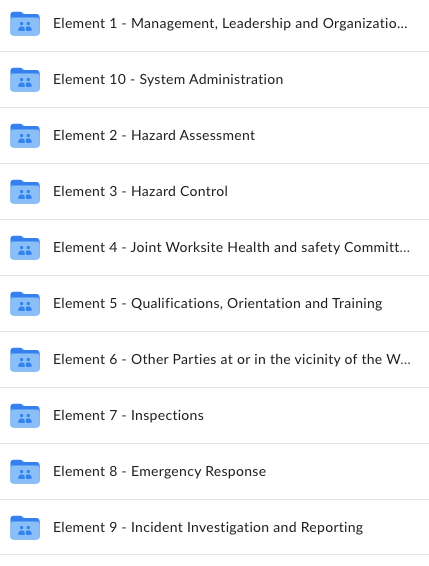 Element 1 - Management, Leadership and Organizatio...
Element 10 - System Administration
Element 2 - Hazard Assessment
Element 3 - Hazard Control
Element 4 - Joint Worksite Health and safety Committ...
Element 5 - Qualifications, Orientation and Training
Element 6 - Other Parties at or in the vicinity of the W...
Element 7 - Inspections
Element 8 - Emergency Response
Element 9 - Incident Investigation and Reporting